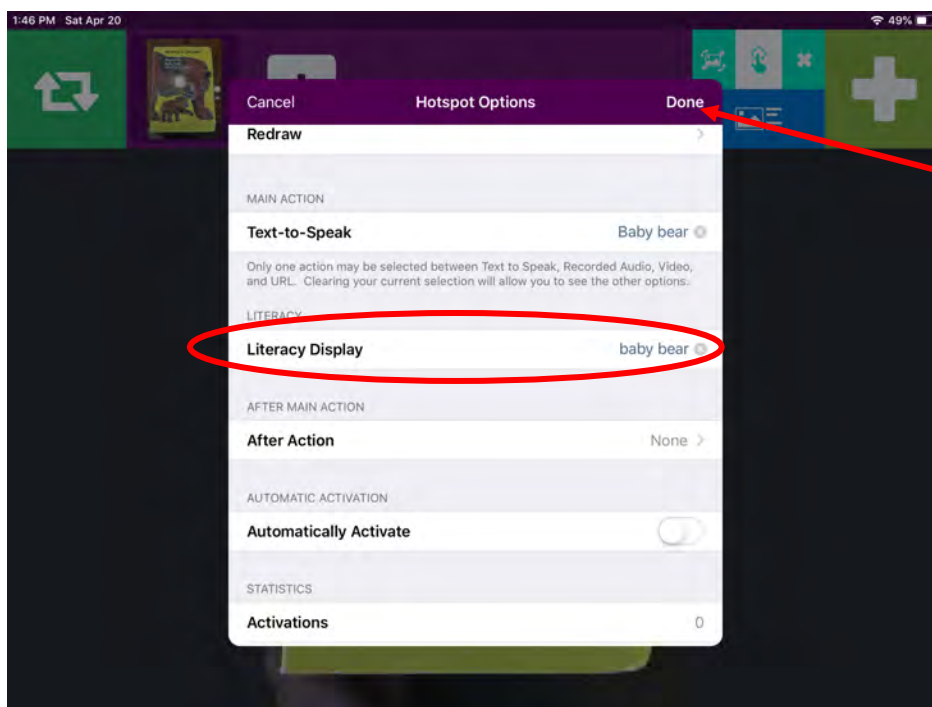 1:46 PM Sat Apr 20
49%
Cancel Hotspot Options Done
Redraw
MAIN ACTION
Text-to-Speak Baby bear
Only one action may be selected between Text to Speak, Recorded Audio, Video,
and URL. Clearing your current selection will allow you to see the other options.
LITERACY
Literacy Display baby bear
AFTER MAIN ACTION
After Action None
AUTOMATIC ACTIVATION
Automatically Activate
STATISTICS
Activations 0